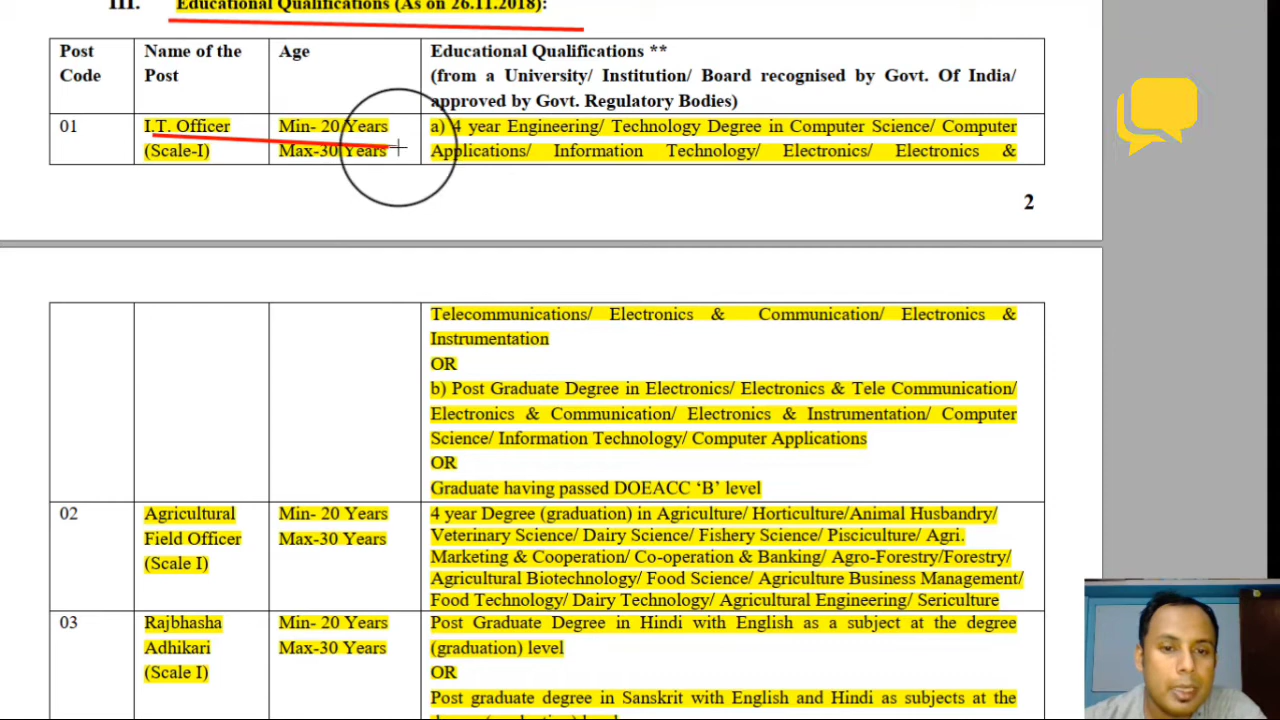 III. Educational Qualifications (As on 26.11.2018):
Post Code
Name of the Post
Age
Educational Qualifications **
(from a University/ Institution/ Board recognised by Govt. Of India/
approved by Govt. Regulatory Bodies)
01
I.T. Officer
(Scale-I)
Min- 20 Years
Max-30 Years
a) 4 year Engineering/ Technology Degree in Computer Science/ Computer
Applications/ Information Technology/ Electronics/ Electronics &
2
Telecommunications/ Electronics & Communication/ Electronics &
Instrumentation
OR
b) Post Graduate Degree in Electronics/ Electronics & Tele Communication/
Electronics & Communication/ Electronics & Instrumentation/ Computer
Science/ Information Technology/ Computer Applications
OR
Graduate having passed DOEACC ‘B’ level
02
Agricultural
Field Officer
(Scale I)
Min- 20 Years
Max-30 Years
4 year Degree (graduation) in Agriculture/ Horticulture/Animal Husbandry/
Veterinary Science/ Dairy Science/ Fishery Science/ Pisciculture/ Agri.
Marketing & Cooperation/ Co-operation & Banking/ Agro-Forestry/Forestry/
Agricultural Biotechnology/ Food Science/ Agriculture Business Management/
Food Technology/ Dairy Technology/ Agricultural Engineering/ Sericulture
03
Rajbhasha
Adhikari
(Scale I)
Min- 20 Years
Max-30 Years
Post Graduate Degree in Hindi with English as a subject at the degree
(graduation) level
OR
Post graduate degree in Sanskrit with English and Hindi as subjects at the
degree (graduation) level